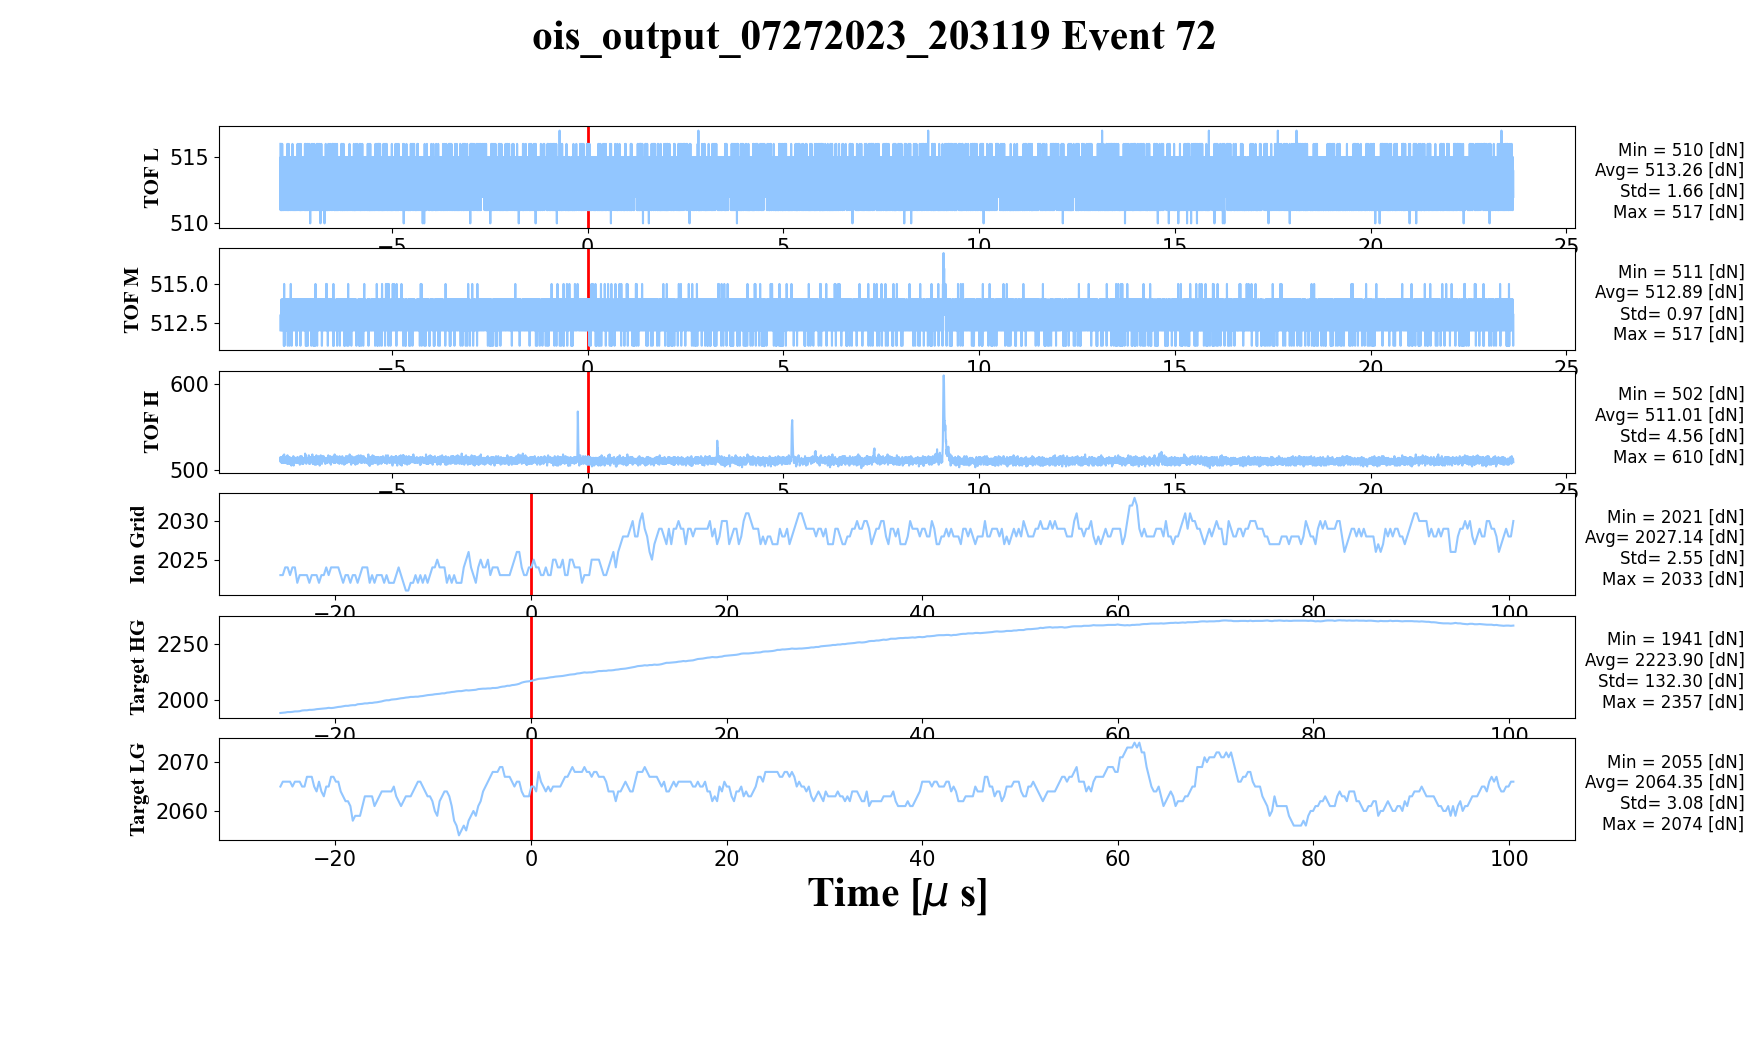 ois_output_07272023_203119 Event 72
TOF L
515
510
−5
0
5
10
15
20
25
Min = 510 [dN]
Avg= 513.26 [dN]
Std= 1.66 [dN]
Max = 517 [dN]
TOF M
515.0
512.5
−5
0
5
10
15
20
25
Min = 511 [dN]
Avg= 512.89 [dN]
Std= 0.97 [dN]
Max = 517 [dN]
TOF H
600
500
−5
0
5
10
15
20
25
Min = 502 [dN]
Avg= 511.01 [dN]
Std= 4.56 [dN]
Max = 610 [dN]
Ion Grid
2030
2025
−20
0
20
40
60
80
100
Min = 2021 [dN]
Avg= 2027.14 [dN]
Std= 2.55 [dN]
Max = 2033 [dN]
Target HG
2250
2000
−20
0
20
40
60
80
100
Min = 1941 [dN]
Avg= 2223.90 [dN]
Std= 132.30 [dN]
Max = 2357 [dN]
Target LG
2070
2060
−20
0
20
40
60
80
100
Min = 2055 [dN]
Avg= 2064.35 [dN]
Std= 3.08 [dN]
Max = 2074 [dN]
Time [μ s]